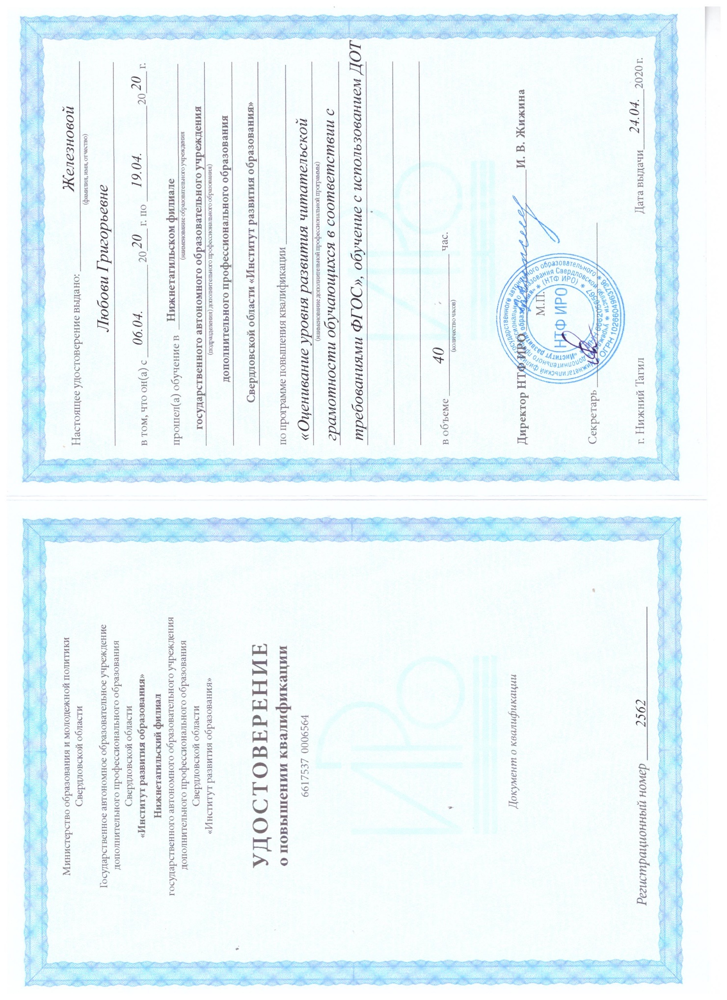 Министерство образования и молодежной политики
Свердловской области
Государственное автономное образовательное учреждение
дополнительного профессионального образования
Свердловской области
«Институт развития образования»
Нижнетагильский филиал
государственного автономного образовательного учреждения
дополнительного профессионального образования
Свердловской области
«Институт развития образования»
УДОСТОВЕРЕНИЕ
о повышении квалификации
6617537 0006564
Документ о квалификации
Регистрационный номер 2562
Настоящее удостоверение выдано: Железновой
(фамилия, имя, отчество)
Любови Григорьевне
в том, что он(а) с 06.04. 2020 г. по 19.04. 2020 г.
прошел(а) обучение в Нижнетагильском филиале
(наименование образовательного учреждения
государственного автономного образовательного учреждения
(подразделения) дополнительного профессионального образования)
дополнительного профессионального образования
Свердловской области «Институт развития образования»
по программе повышения квалификации
«Оценивание уровня развития читательской
(наименование дополнительной профессиональной программы)
грамотности обучающихся в соответствии с
требованиями ФГОС», обучение с использованием ДОТ
в объеме 40 час.
(количество часов)
Директор НТФ ИРО И. В. Жижина
М.П.
НТФ ИРО
Секретарь
г. Нижний Тагил Дата выдачи 24.04. 2020 г.